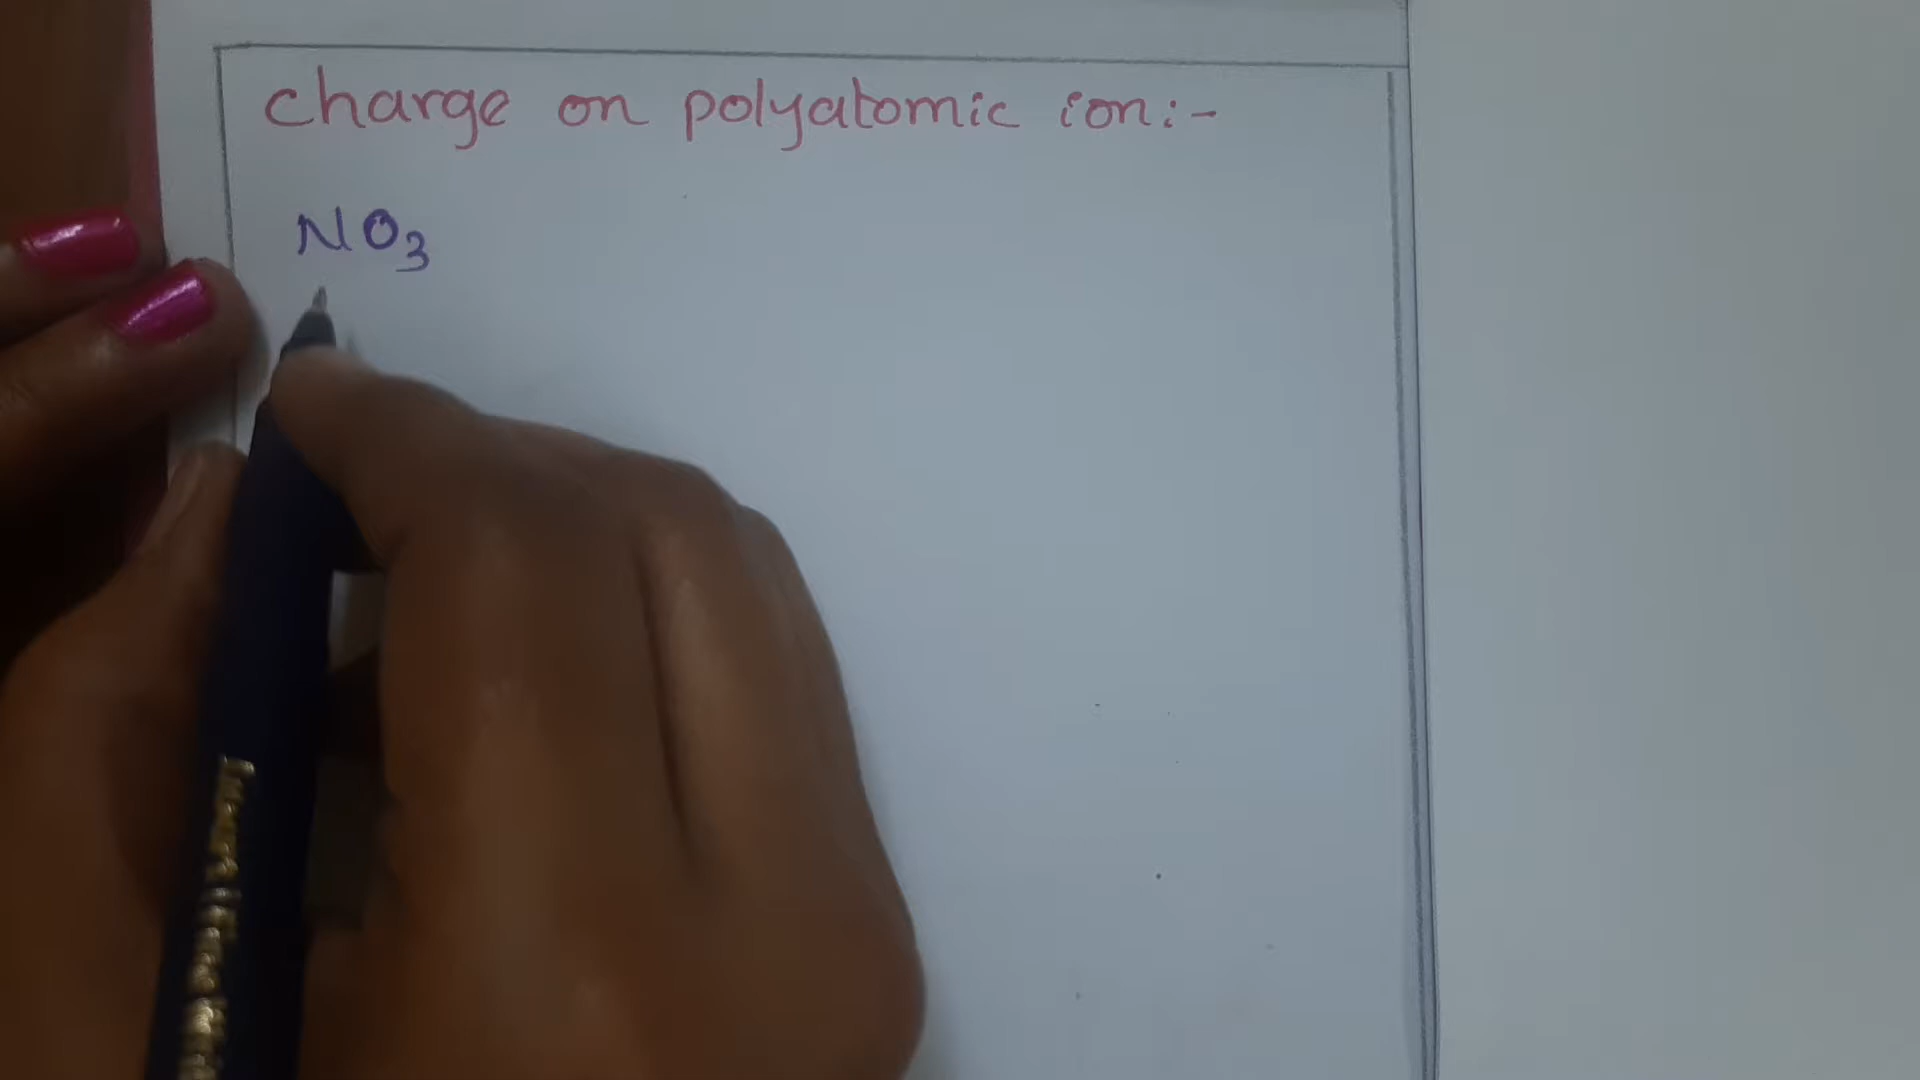 charge on polyatomic ion:-
NO₃